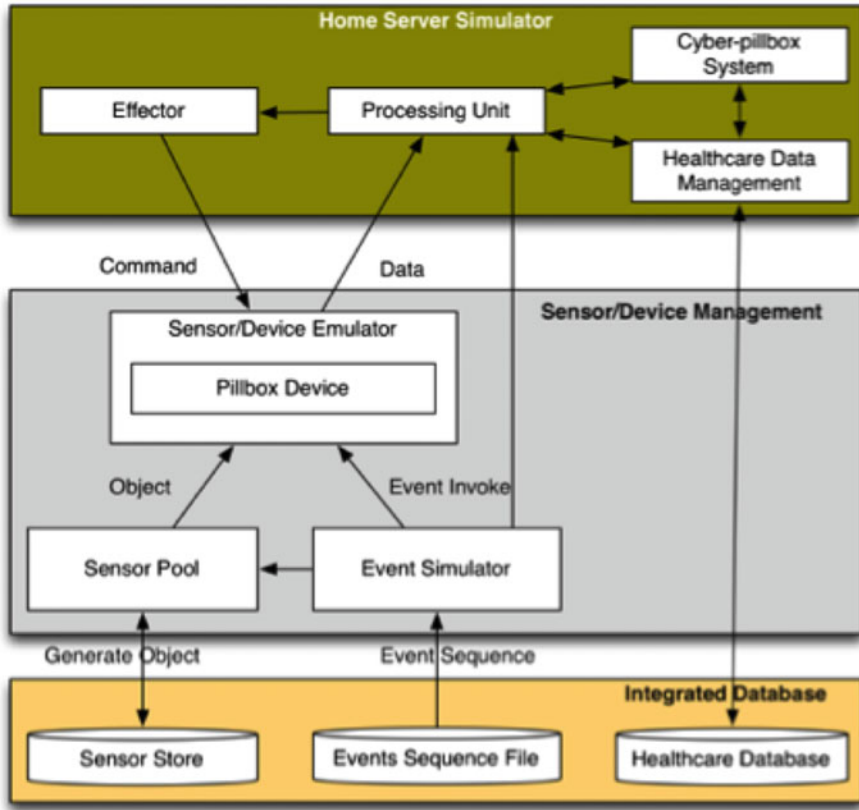 Home Server Simulator
Cyber-pillbox
System
Effector
Processing Unit
Healthcare Data
Management
Command
Data
Sensor/Device Management
Sensor/Device Emulator
Pillbox Device
Object
Event Invoke
Sensor Pool
Event Simulator
Generate Object
Event Sequence
Integrated Database
Sensor Store
Events Sequence File
Healthcare Database